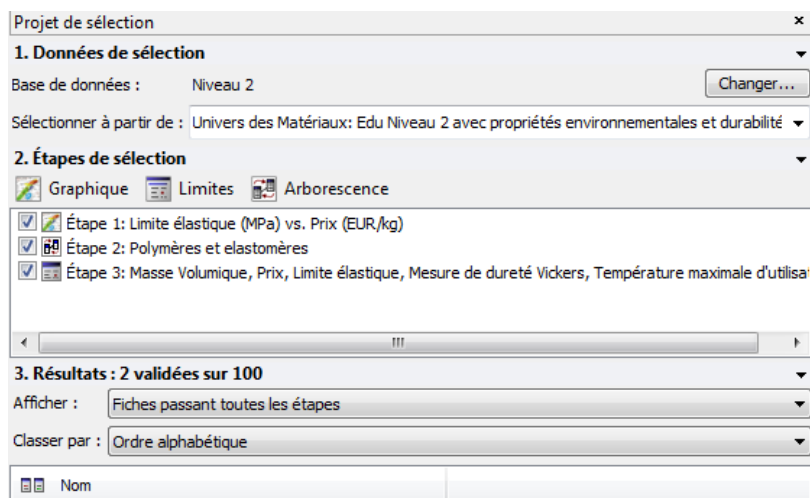 Projet de sélection
1. Données de sélection
Base de données : Niveau 2 Changer...
Sélectionner à partir de : Univers des Matériaux: Edu Niveau 2 avec propriétés environnementales et durabilité
2. Étapes de sélection
Graphique Limites Arborescence
Étape 1: Limite élastique (MPa) vs. Prix (EUR/kg)
Étape 2: Polymères et elastomères
Étape 3: Masse Volumique, Prix, Limite élastique, Mesure de dureté Vickers, Température maximale d'utilisat
3. Résultats : 2 validées sur 100
Afficher : Fiches passant toutes les étapes
Classer par : Ordre alphabétique
Nom